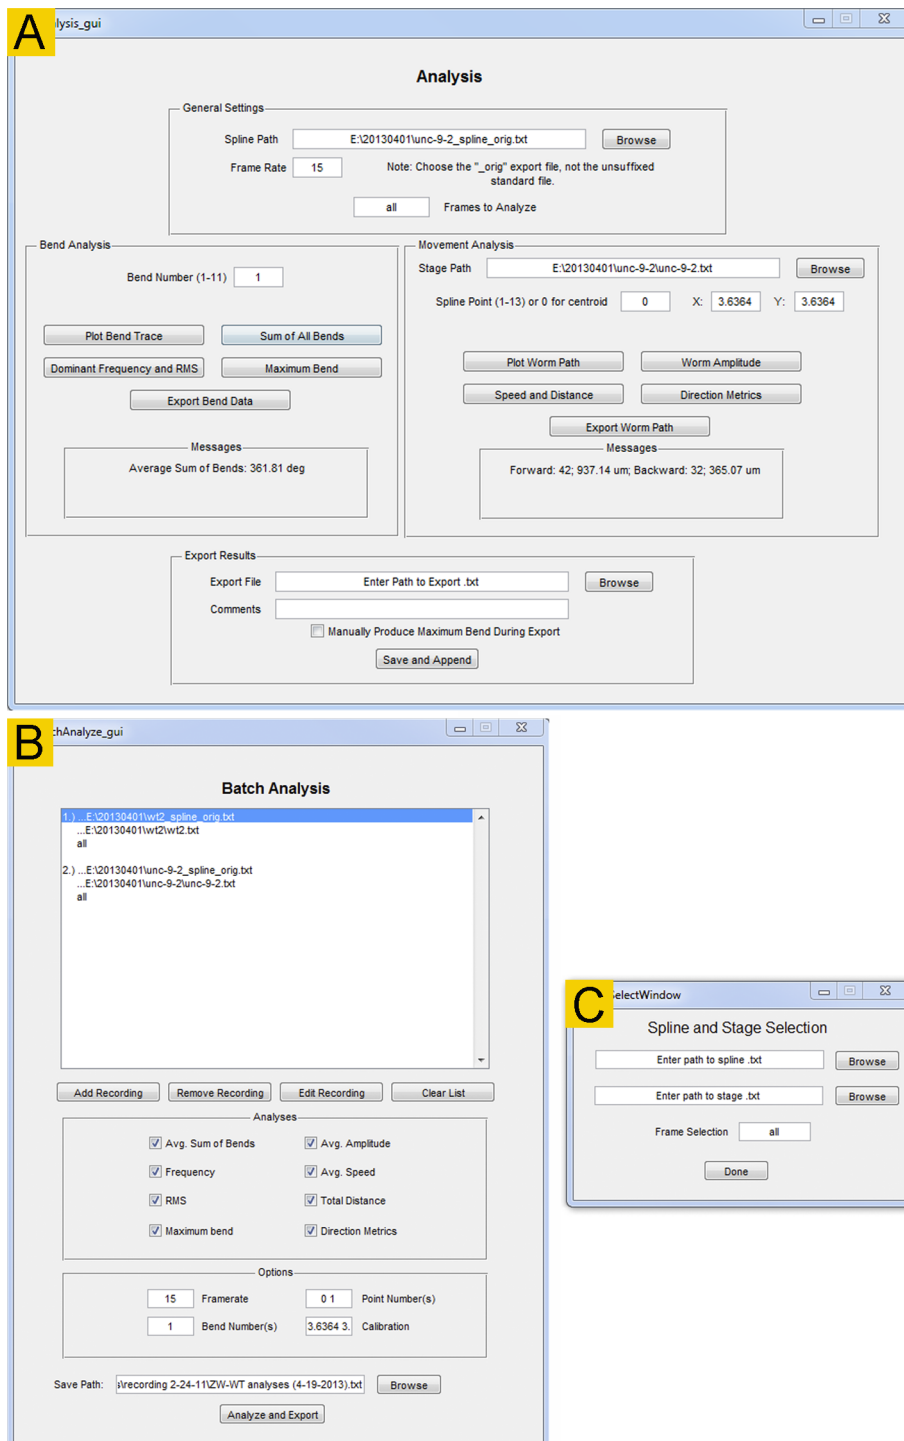 A
alysis_gui
Analysis
General Settings
Spline Path E:\20130401\unc-9-2_spline_orig.txt Browse
Frame Rate 15 Note: Choose the "_orig" export file, not the unsuffixed
standard file.
all Frames to Analyze
Bend Analysis
Bend Number (1-11) 1
Plot Bend Trace Sum of All Bends
Dominant Frequency and RMS Maximum Bend
Export Bend Data
Messages
Average Sum of Bends: 361.81 deg
Movement Analysis
Stage Path E:\20130401\unc-9-2\unc-9-2.txt Browse
Spline Point (1-13) or 0 for centroid 0 X: 3.6364 Y: 3.6364
Plot Worm Path Worm Amplitude
Speed and Distance Direction Metrics
Export Worm Path
Messages
Forward: 42; 937.14 um; Backward: 32; 365.07 um
Export Results
Export File Enter Path to Export .txt Browse
Comments
Manually Produce Maximum Bend During Export
Save and Append
B
chAnalyze_gui
Batch Analysis
1.) ...E:\20130401\wt2_spline_orig.txt
...E:\20130401\wt2\wt2.txt
all
2.) ...E:\20130401\unc-9-2_spline_orig.txt
...E:\20130401\unc-9-2\unc-9-2.txt
all
Add Recording Remove Recording Edit Recording Clear List
Analyses
Avg. Sum of Bends Avg. Amplitude
Frequency Avg. Speed
RMS Total Distance
Maximum bend Direction Metrics
Options
15 Framerate 0 1 Point Number(s)
1 Bend Number(s) 3.6364 3. Calibration
Save Path: s\recording 2-24-11\ZW-WT analyses (4-19-2013).txt Browse
Analyze and Export
C
SelectWindow
Spline and Stage Selection
Enter path to spline .txt Browse
Enter path to stage .txt Browse
Frame Selection all
Done